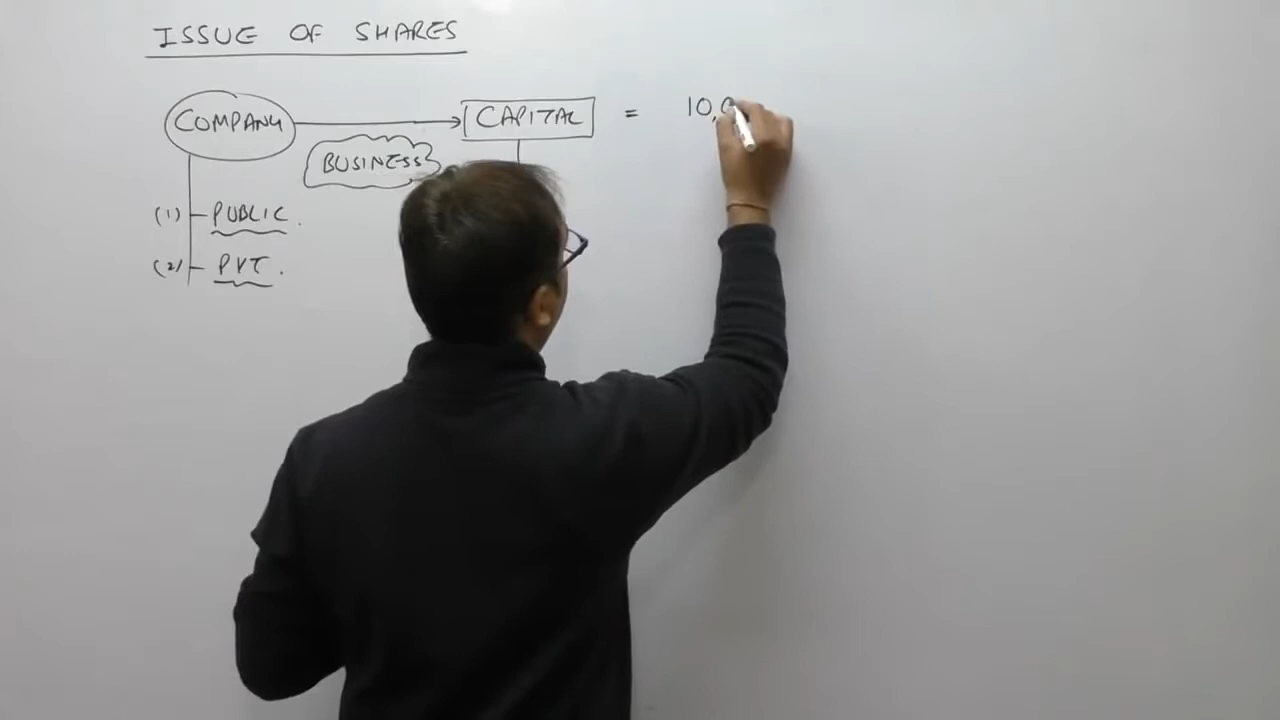 ISSUE OF SHARES
COMPANY
CAPITAL = 10,0
BUSINESS
(1) PUBLIC.
(2) PVT.